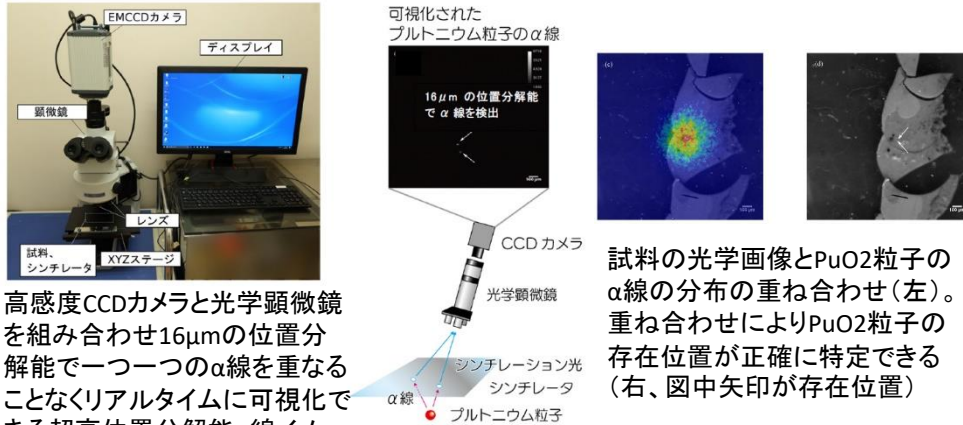 EMCCDカメラ
ディスプレイ
顕微鏡
レンズ
試料、
シンチレータ
XYZステージ
高感度CCDカメラと光学顕微鏡
を組み合わせ16μmの位置分
解能で一つ一つのα線を重なる
ことなくリアルタイムに可視化で
可視化された
プルトニウム粒子のα線
16μm の位置分解能
で α 線を検出
100 μm
CCD カメラ
光学顕微鏡
シンチレーション光
シンチレータ
α線
プルトニウム粒子
(c)
100 μm
(d)
100 μm
試料の光学画像とPuO2粒子の
α線の分布の重ね合わせ(左)。
重ね合わせによりPuO2粒子の
存在位置が正確に特定できる
(右、図中矢印が存在位置)